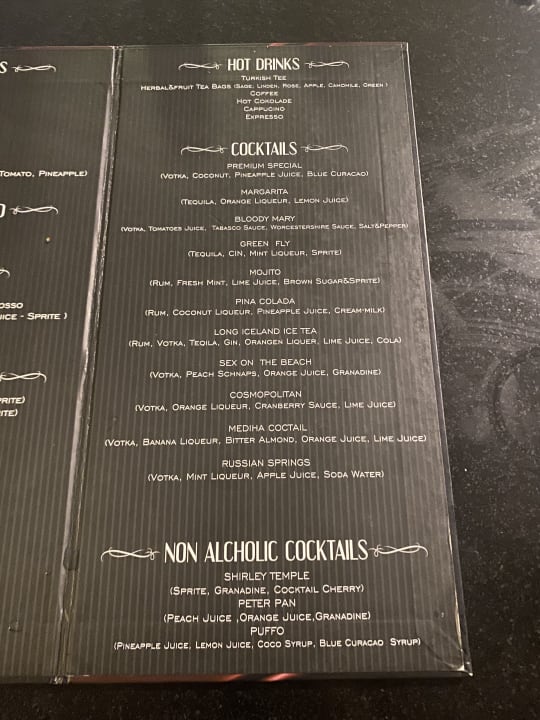 S
TOMATO, PINEAPPLE)
OSSO
ICE - SPRITE )
PRITE)
ITE)
HOT DRINKS
TURKISH TEE
HERBAL&FRUIT TEA BAGS (SAGE, LINDEN, ROSE, APPLE, CAMOMILE, GREEN )
COFFEE
HOT COKOLADE
CAPPUCINO
EXPRESSO
COCKTAILS
PREMIUM SPECIAL
(VOTKA, COCONUT, PINEAPPLE JUICE, BLUE CURACAO)
MARGARITA
(TEQUILA, ORANGE LIQUEUR, LEMON JUICE)
BLOODY MARY
(VOTKA, TOMATOES JUICE, TABASCO SAUCE, WORCESTERSHIRE SAUCE, SALT&PEPPER)
GREEN FLY
(TEQUILA, CIN, MINT LIQUEUR, SPRITE)
MOJITO
(RUM, FRESH MINT, LIME JUICE, BROWN SUGAR&SPRITE)
PINA COLADA
(RUM, COCONUT LIQUEUR, PINEAPPLE JUICE, CREAM-MILK)
LONG ICELAND ICE TEA
(RUM, VOTKA, TEQILA, GIN, ORANGEN LIQUER, LIME JUICE, COLA)
SEX ON THE BEACH
(VOTKA, PEACH SCHNAPS, ORANGE JUICE, GRANADINE)
COSMOPOLITAN
(VOTKA, ORANGE LIQUEUR, CRANBERRY SAUCE, LIME JUICE)
MEDIHA COCTAIL
(VOTKA, BANANA LIQUEUR, BITTER ALMOND, ORANGE JUICE, LIME JUICE)
RUSSIAN SPRINGS
(VOTKA, MINT LIQUEUR, APPLE JUICE, SODA WATER)
NON ALCHOLIC COCKTAILS
SHIRLEY TEMPLE
(SPRITE, GRANADINE, COCKTAIL CHERRY)
PETER PAN
(PEACH JUICE ,ORANGE JUICE,GRANADINE)
PUFFO
(PINEAPPLE JUICE, LEMON JUICE, COCO SYRUP, BLUE CURACAO SYRUP)